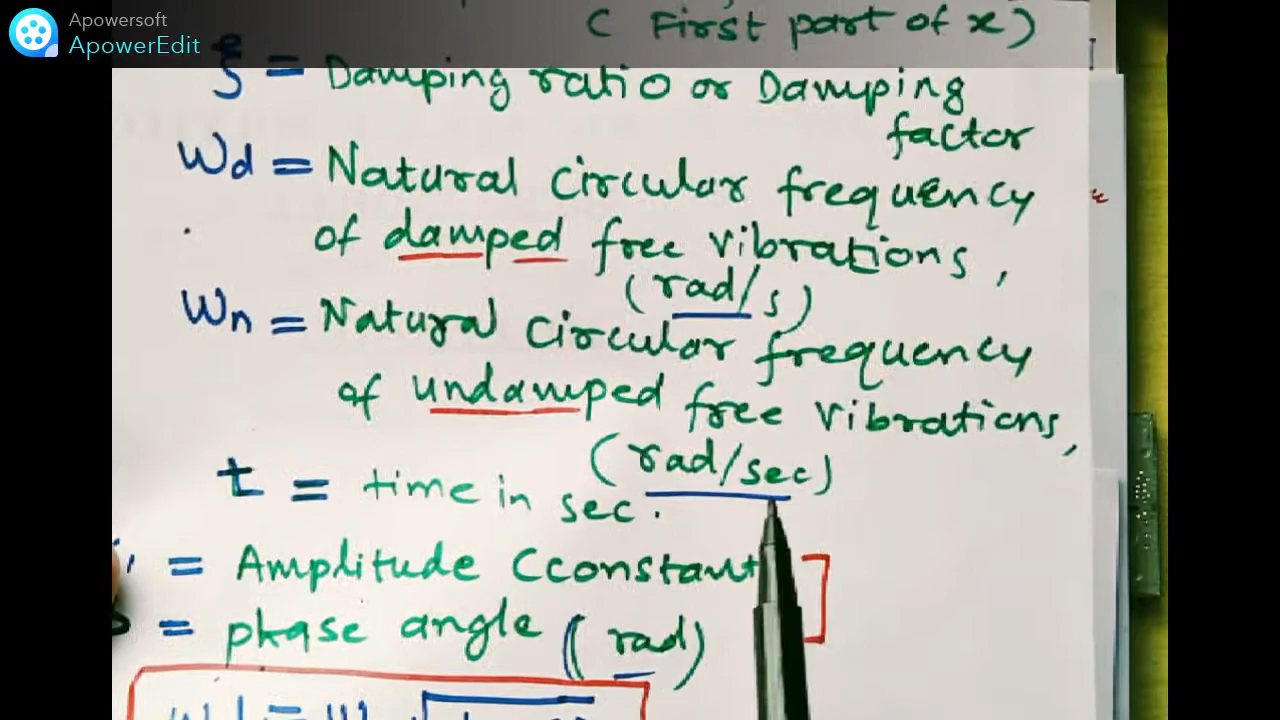 Apowersoft
ApowerEdit
( First part of x)
ξ = Damping ratio or Damping
factor
Wd = Natural circular frequency
of damped free vibrations,
(rad/s)
Wn = Natural circular frequency
of undamped free vibrations,
(rad/sec)
t = time in sec.
= Amplitude Cconstant
= phase angle (rad)